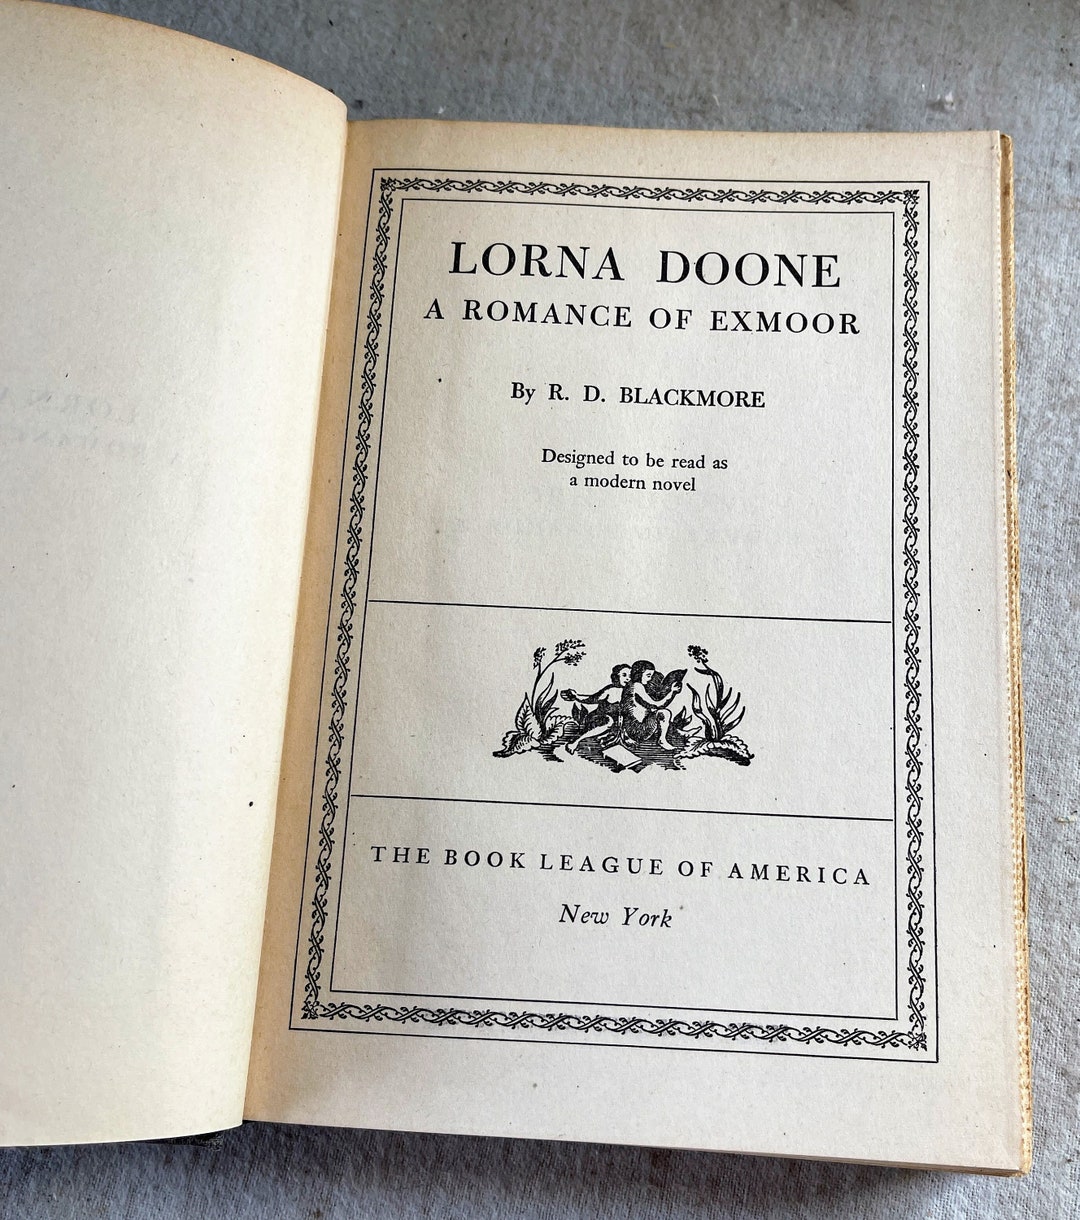 LORNA DOONE
A ROMANCE OF EXMOOR
By R. D. BLACKMORE
Designed to be read as
a modern novel
THE BOOK LEAGUE OF AMERICA
New York